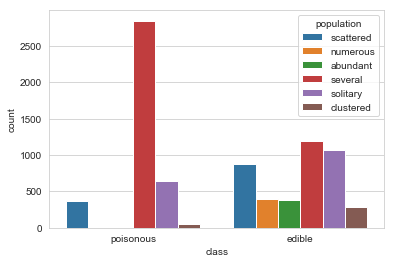 population
scattered
numerous
abundant
several
solitary
clustered
2500
2000
1500
1000
500
0
count
poisonous
edible
class